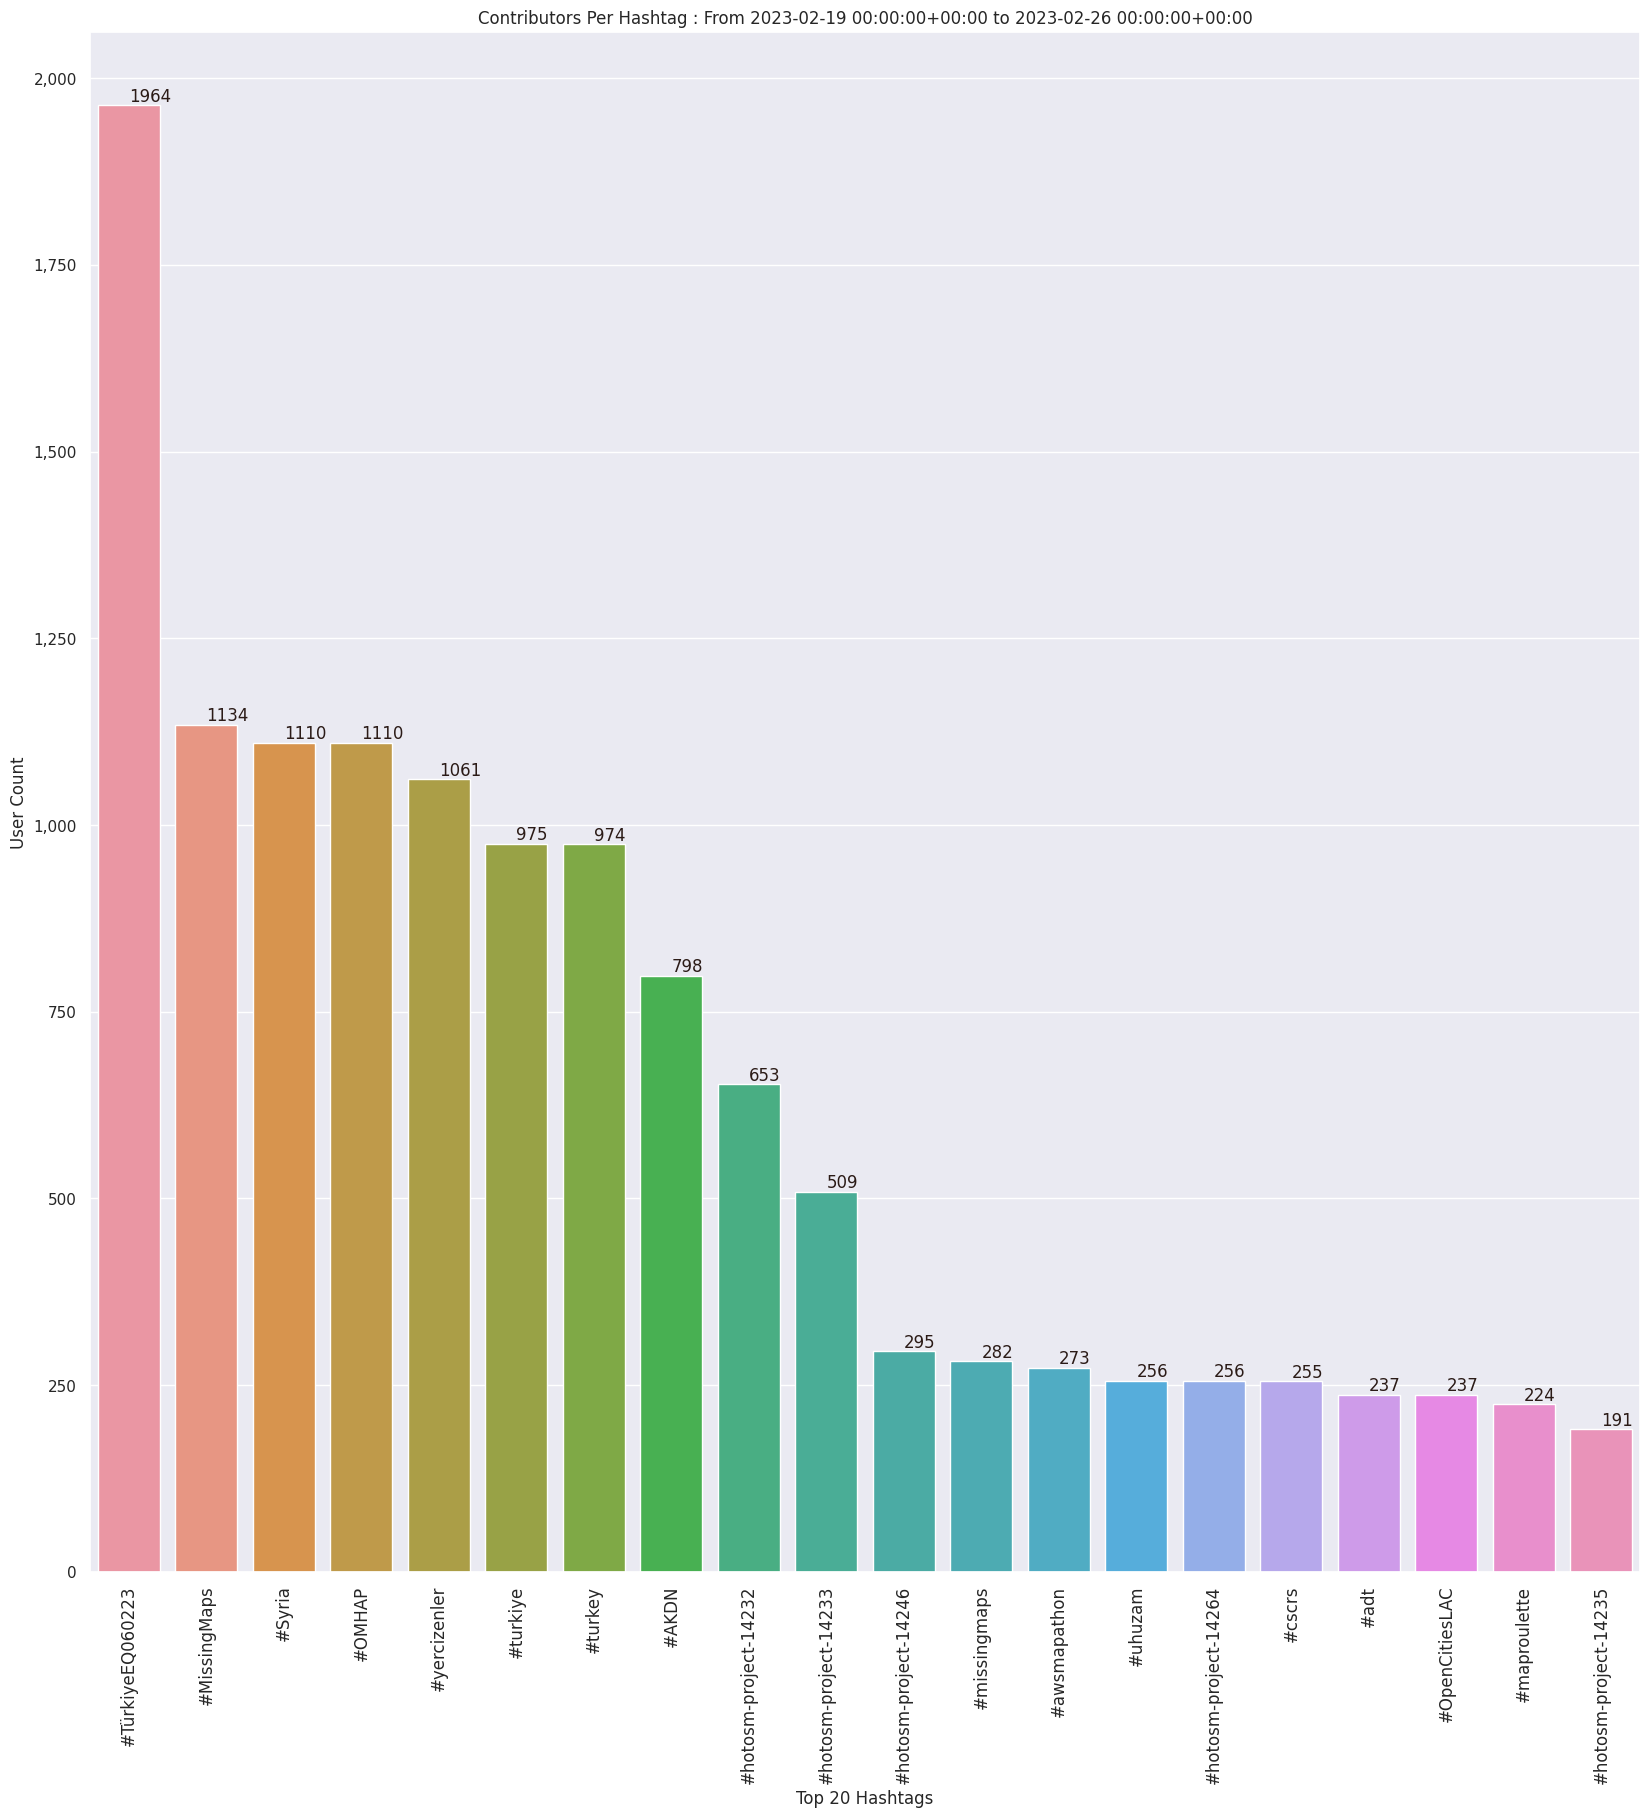 Contributors Per Hashtag : From 2023-02-19 00:00:00+00:00 to 2023-02-26 00:00:00+00:00
User Count
2,000
1,750
1,500
1,250
1,000
750
500
250
0
1964
1134
1110
1110
1061
975
974
798
653
509
295
282
273
256
256
255
237
237
224
191
#TürkiyeEQ060223
#MissingMaps
#Syria
#OMHAP
#yercizenler
#turkiye
#turkey
#AKDN
#hotosm-project-14232
#hotosm-project-14233
#hotosm-project-14246
#missingmaps
#awsmapathon
#uhuzam
#hotosm-project-14264
#cscrs
#adt
#OpenCitiesLAC
#maproulette
#hotosm-project-14235
Top 20 Hashtags